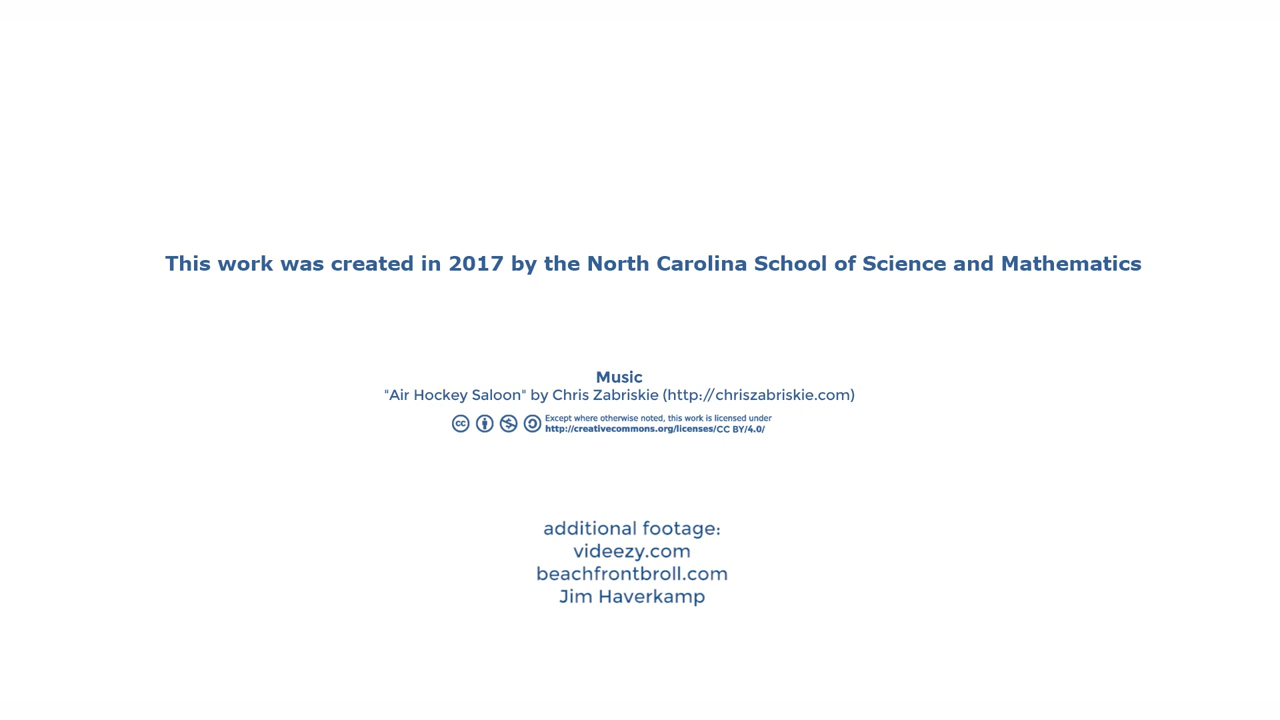 This work was created in 2017 by the North Carolina School of Science and Mathematics
Music
"Air Hockey Saloon" by Chris Zabriskie (http://chriszabriskie.com)
cc
Except where otherwise noted, this work is licensed under
http://creativecommons.org/licenses/CC BY/4.0/
additional footage:
videezy.com
beachfrontbroll.com
Jim Haverkamp